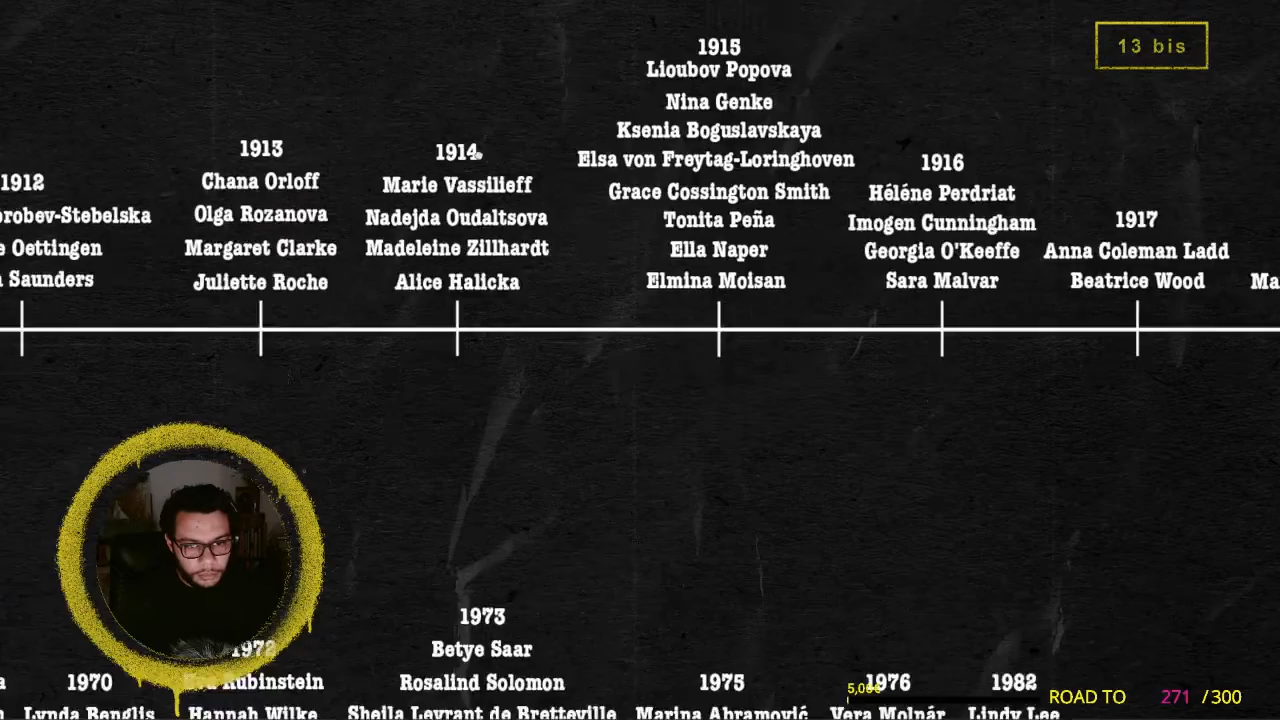 13 bis
1912
orobev-Stebelska
e Oettingen
Saunders
1913
Chana Orloff
Olga Rozanova
Margaret Clarke
Juliette Roche
1914
Marie Vassilieff
Nadejda Oudaltsova
Madeleine Zillhardt
Alice Halicka
1915
Lioubov Popova
Nina Genke
Ksenia Boguslavskaya
Elsa von Freytag-Loringhoven
Grace Cossington Smith
Tonita Peña
Ella Naper
Elmina Moisan
1916
Héléne Perdriat
Imogen Cunningham
Georgia O'Keeffe
Sara Malvar
1917
Anna Coleman Ladd
Beatrice Wood
Ma
1970
Lynda Benglis
1972
Rubinstein
Hannah Wilke
1973
Betye Saar
Rosalind Solomon
Sheila Levrant de Bretteville
1975
Marina Abramović
1976
Vera Molnár
1982
Lindy Lee
ROAD TO 271 / 300